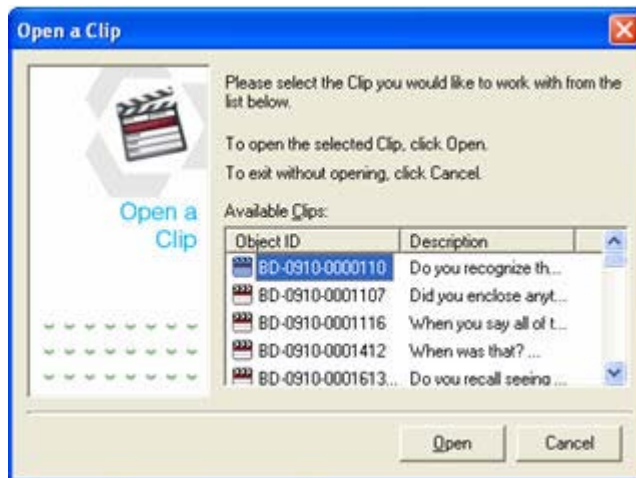 Open a Clip
Please select the Clip you would like to work with from the
list below.
To open the selected Clip, click Open.
To exit without opening, click Cancel.
Open a
Clip
Available Clips:
Object ID Description
BD-0910-0000110 Do you recognize th...
BD-0910-0001107 Did you enclose anyt...
BD-0910-0001116 When you say all of t...
BD-0910-0001412 When was that? ...
BD-0910-0001613... Do you recall seeing ...
Open Cancel